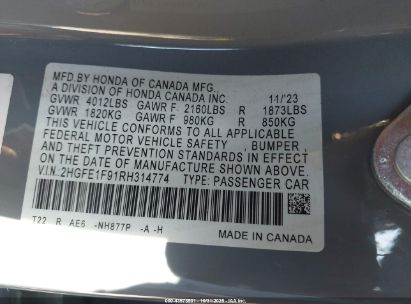 MFD. BY HONDA OF CANADA MFG.,
A DIVISION OF HONDA CANADA INC. 11/'23
GVWR 4012LBS GAWR F. 2160LBS R 1873LBS
GVWR 1820KG GAWR F 980KG R 850KG
THIS VEHICLE CONFORMS TO ALL APPLICABLE
FEDERAL MOTOR VEHICLE SAFETY , BUMPER ,
AND THEFT PREVENTION STANDARDS IN EFFECT ON
THE DATE OF MANUFACTURE SHOWN ABOVE.
V.I.N.:2HGFE1F91RH314774 TYPE: PASSENGER CAR
T22 R AE6 -NH877P -A -H
MADE IN CANADA